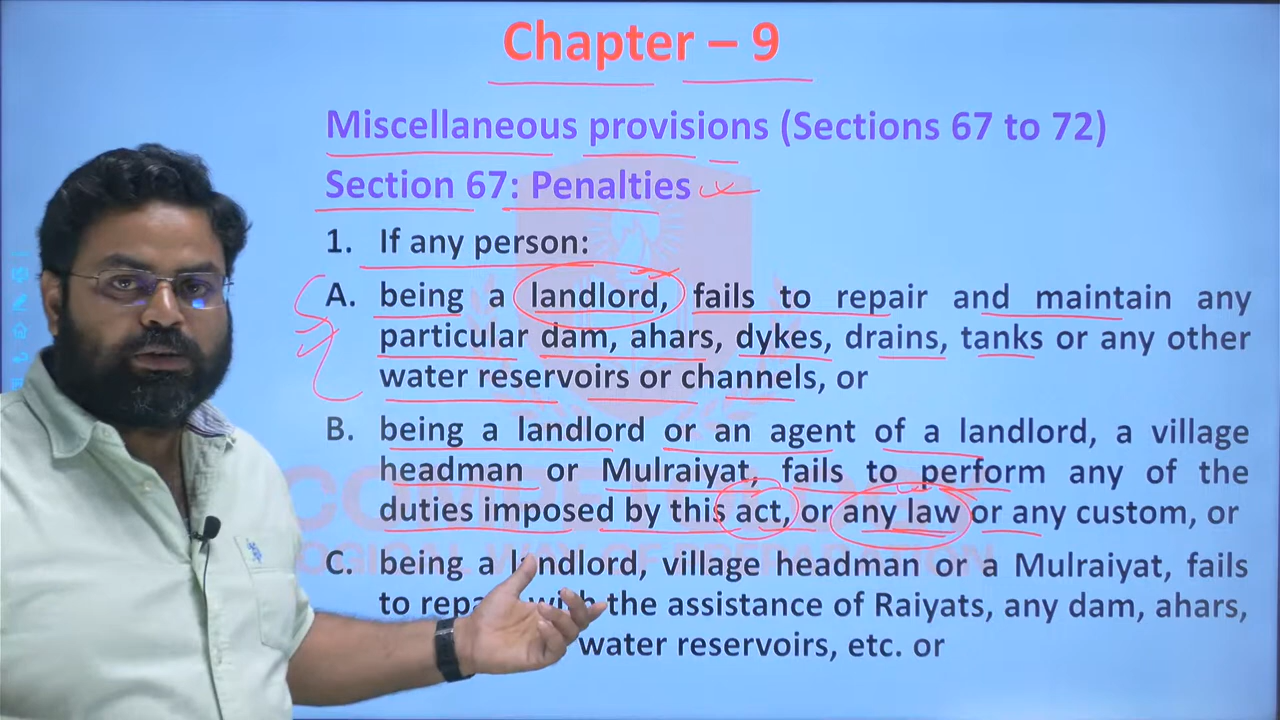 Chapter – 9
Miscellaneous provisions (Sections 67 to 72)
Section 67: Penalties
1. If any person:
A. being a landlord, fails to repair and maintain any
particular dam, ahars, dykes, drains, tanks or any other
water reservoirs or channels, or
B. being a landlord or an agent of a landlord, a village
headman or Mulraiyat, fails to perform any of the
duties imposed by this act, or any law or any custom, or
C. being a landlord, village headman or a Mulraiyat, fails
to the assistance of Raiyats, any dam, ahars,
water reservoirs, etc. or